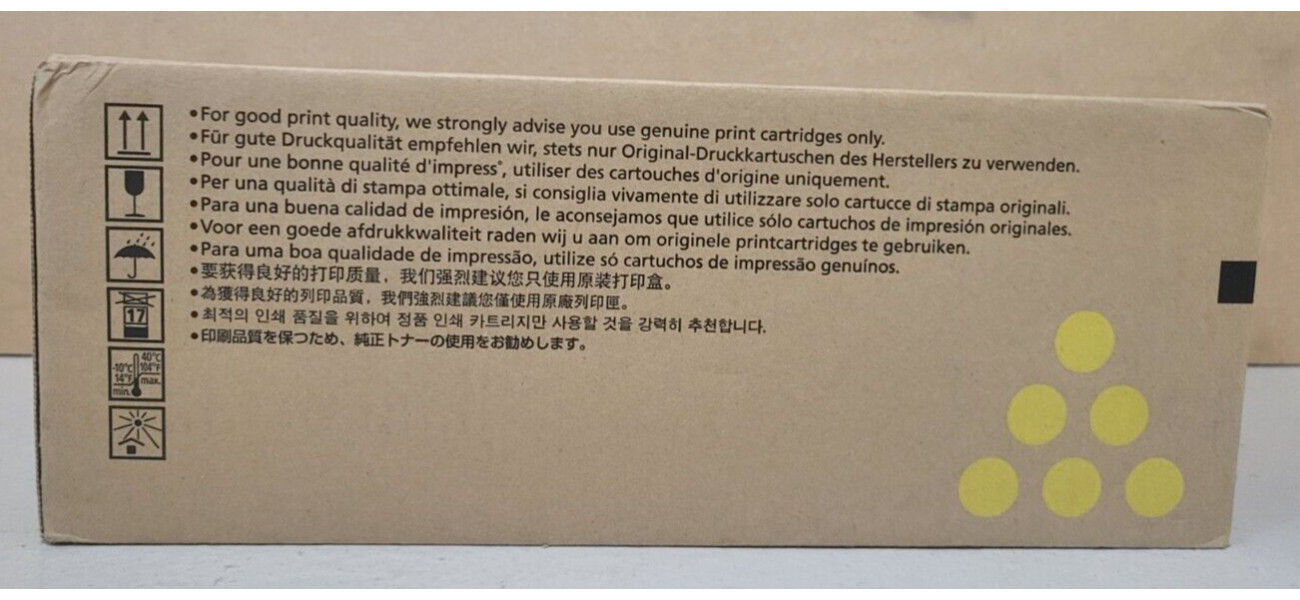 •For good print quality, we strongly advise you use genuine print cartridges only.
•Für gute Druckqualität empfehlen wir, stets nur Original-Druckkartuschen des Herstellers zu verwenden.
•Pour une bonne qualité d'impress°, utiliser des cartouches d'origine uniquement.
•Per una qualità di stampa ottimale, si consiglia vivamente di utilizzare solo cartucce di stampa originali.
•Para una buena calidad de impresión, le aconsejamos que utilice sólo cartuchos de impresión originales.
•Voor een goede afdrukkwaliteit raden wij u aan om originele printcartridges te gebruiken.
•Para uma boa qualidade de impressão, utilize só cartuchos de impressão genuínos.
•要获得良好的打印质量，我们强烈建议您只使用原装打印盒。
•為獲得良好的列印品質，我們強烈建議您僅使用原廠列印匣。
•최적의 인쇄 품질을 위하여 정품 인쇄 카트리지만 사용할 것을 강력히 추천합니다.
•印刷品質を保つため、純正トナーの使用をお勧めします。
17
40°C
-10°C 104°F
14°F max.
min.